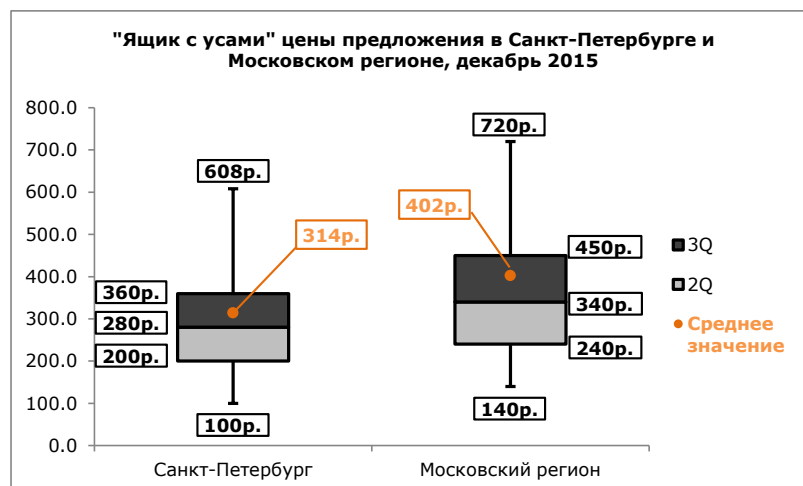 "Ящик с усами" цены предложения в Санкт-Петербурге и
Московском регионе, декабрь 2015
800.0
700.0
600.0
500.0
400.0
300.0
200.0
100.0
0.0
608р.
314р.
360р.
280р.
200р.
100р.
720р.
402р.
450р.
340р.
240р.
140р.
3Q
2Q
Среднее
значение
Санкт-Петербург
Московский регион